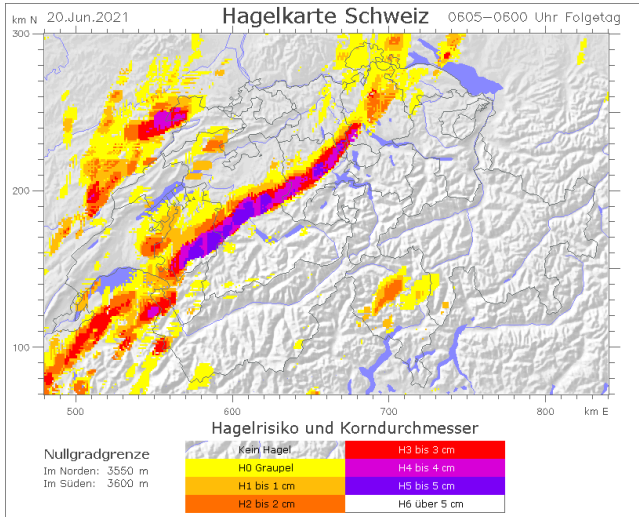 20.Jun.2021 Hagelkarte Schweiz 0605-0600 Uhr Folgetag
km N
300
200
100
500 600 700 800 km E
Hagelrisiko und Korndurchmesser
Nullgradgrenze
Im Norden: 3550 m
Im Süden: 3600 m
Kein Hagel H3 bis 3 cm
H0 Graupel H4 bis 4 cm
H1 bis 1 cm H5 bis 5 cm
H2 bis 2 cm H6 über 5 cm